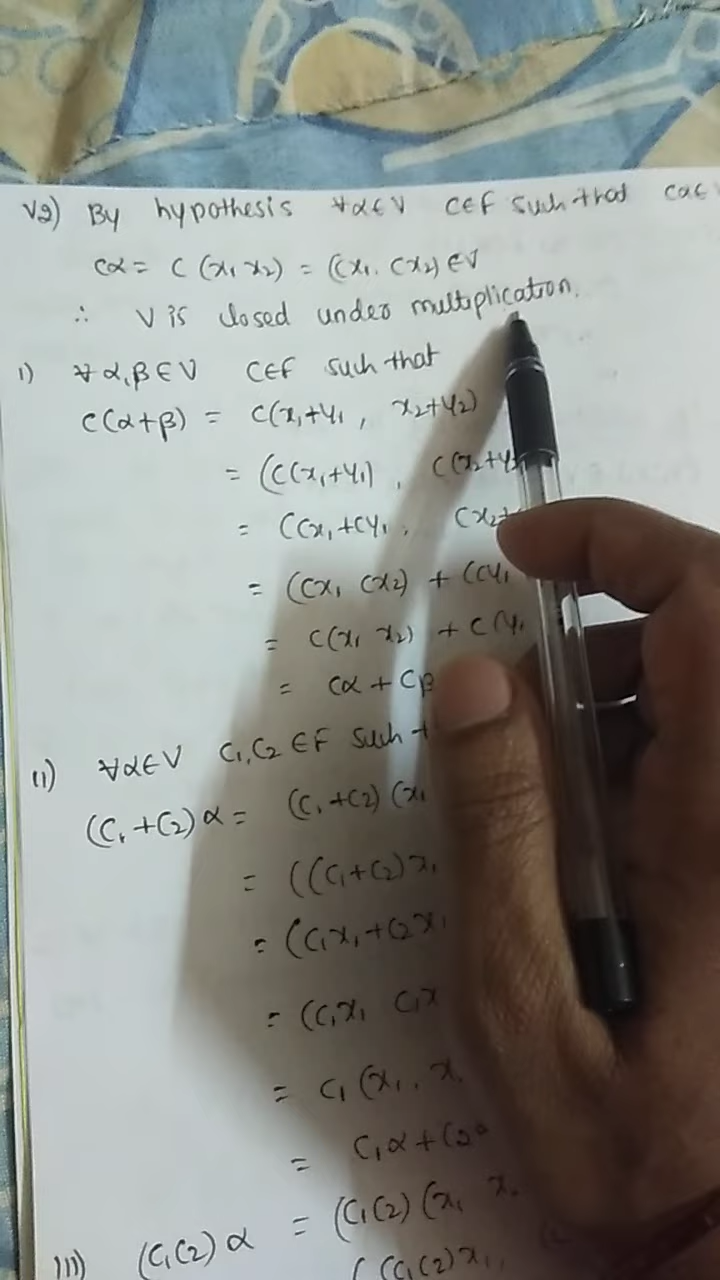 V2) By hypothesis ∀α∈V C∈F such that
Cα = C(x₁, x₂) = (Cx₁, Cx₂) ∈V
∴ V is closed under multiplication.
i) ∀α,β∈V C∈F such that
C(α+β) = C(x₁+y₁, x₂+y₂)
= (C(x₁+y₁), C(x₂+y
= (Cx₁+Cy₁, Cx₂+
= (Cx₁ Cx₂) + (Cy₁
= C(x₁ x₂) + C(y₁
= Cα + Cβ
ii) ∀α∈V C₁,C₂∈F such
(C₁+C₂)α = (C₁+C₂)(x₁
= ((C₁+C₂)x₁
= (C₁x₁+C₂x₁
= (C₁x₁ C₁x
= C₁(x₁, x
= C₁α + C₂α
iii) (C₁C₂)α = (C₁C₂)(x₁ x
((C₁C₂)x₁,